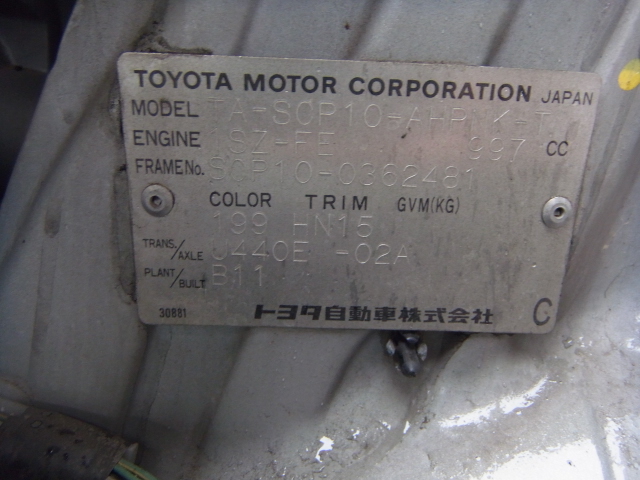 TOYOTA MOTOR CORPORATION JAPAN
MODEL TA-SCP10-AHPNK-T
ENGINE 1SZ-FE 997 CC
FRAME No. SCP10-0362481
COLOR TRIM GVM(KG)
199 HN15
TRANS./AXLE U440E -02A
PLANT/BUILT B11
30881 トヨタ自動車株式会社 C